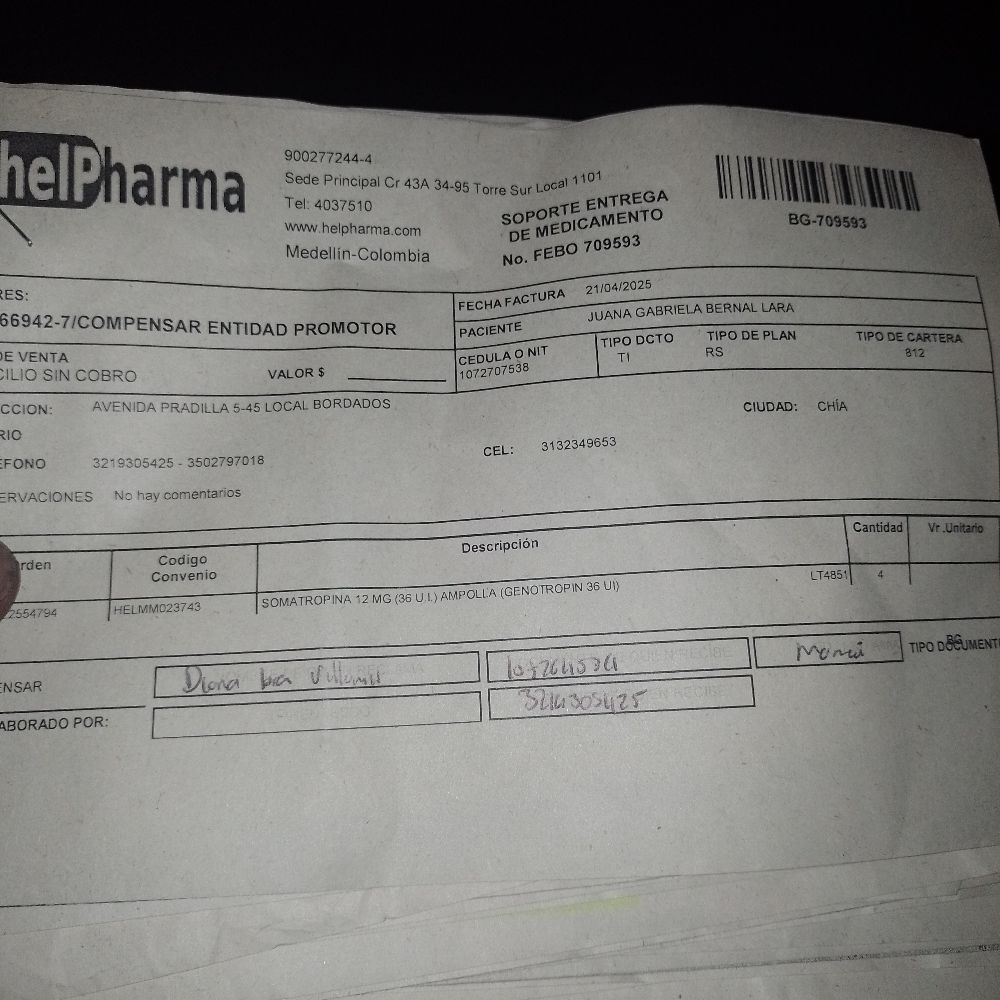 helPharma
900277244-4
Sede Principal Cr 43A 34-95 Torre Sur Local 1101
Tel: 4037510
www.helpharma.com
Medellín-Colombia
SOPORTE ENTREGA
DE MEDICAMENTO
No. FEBO 709593
BG-709593
RES:
66942-7/COMPENSAR ENTIDAD PROMOTOR
DE VENTA
CILIO SIN COBRO
VALOR $
FECHA FACTURA 21/04/2025
PACIENTE JUANA GABRIELA BERNAL LARA
CEDULA O NIT
1072707538
TIPO DCTO
TI
TIPO DE PLAN
RS
TIPO DE CARTERA
812
CCION: AVENIDA PRADILLA 5-45 LOCAL BORDADOS
CIUDAD: CHÍA
RIO
EFONO 3219305425 - 3502797018
CEL: 3132349653
ERVACIONES No hay comentarios
rden
Codigo
Convenio
Descripción
Cantidad
Vr .Unitario
2554794
HELMM023743
SOMATROPINA 12 MG (36 U.I.) AMPOLLA (GENOTROPIN 36 UI)
LT4851
4
ENSAR
Diana
Mamá
TIPO DOCUMENT
BG
ABORADO POR: